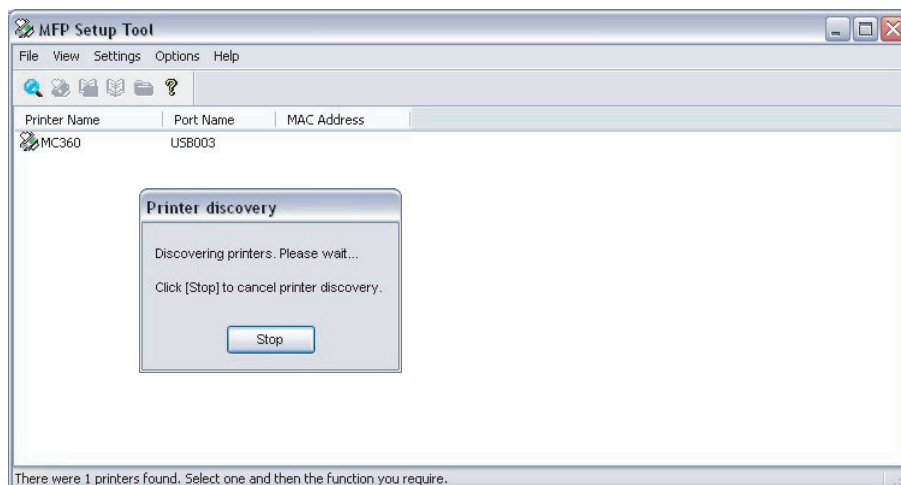 MFP Setup Tool
File View Settings Options Help
Printer Name Port Name MAC Address
MC360 USB003
Printer discovery
Discovering printers. Please wait...
Click [Stop] to cancel printer discovery.
Stop
There were 1 printers found. Select one and then the function you require.